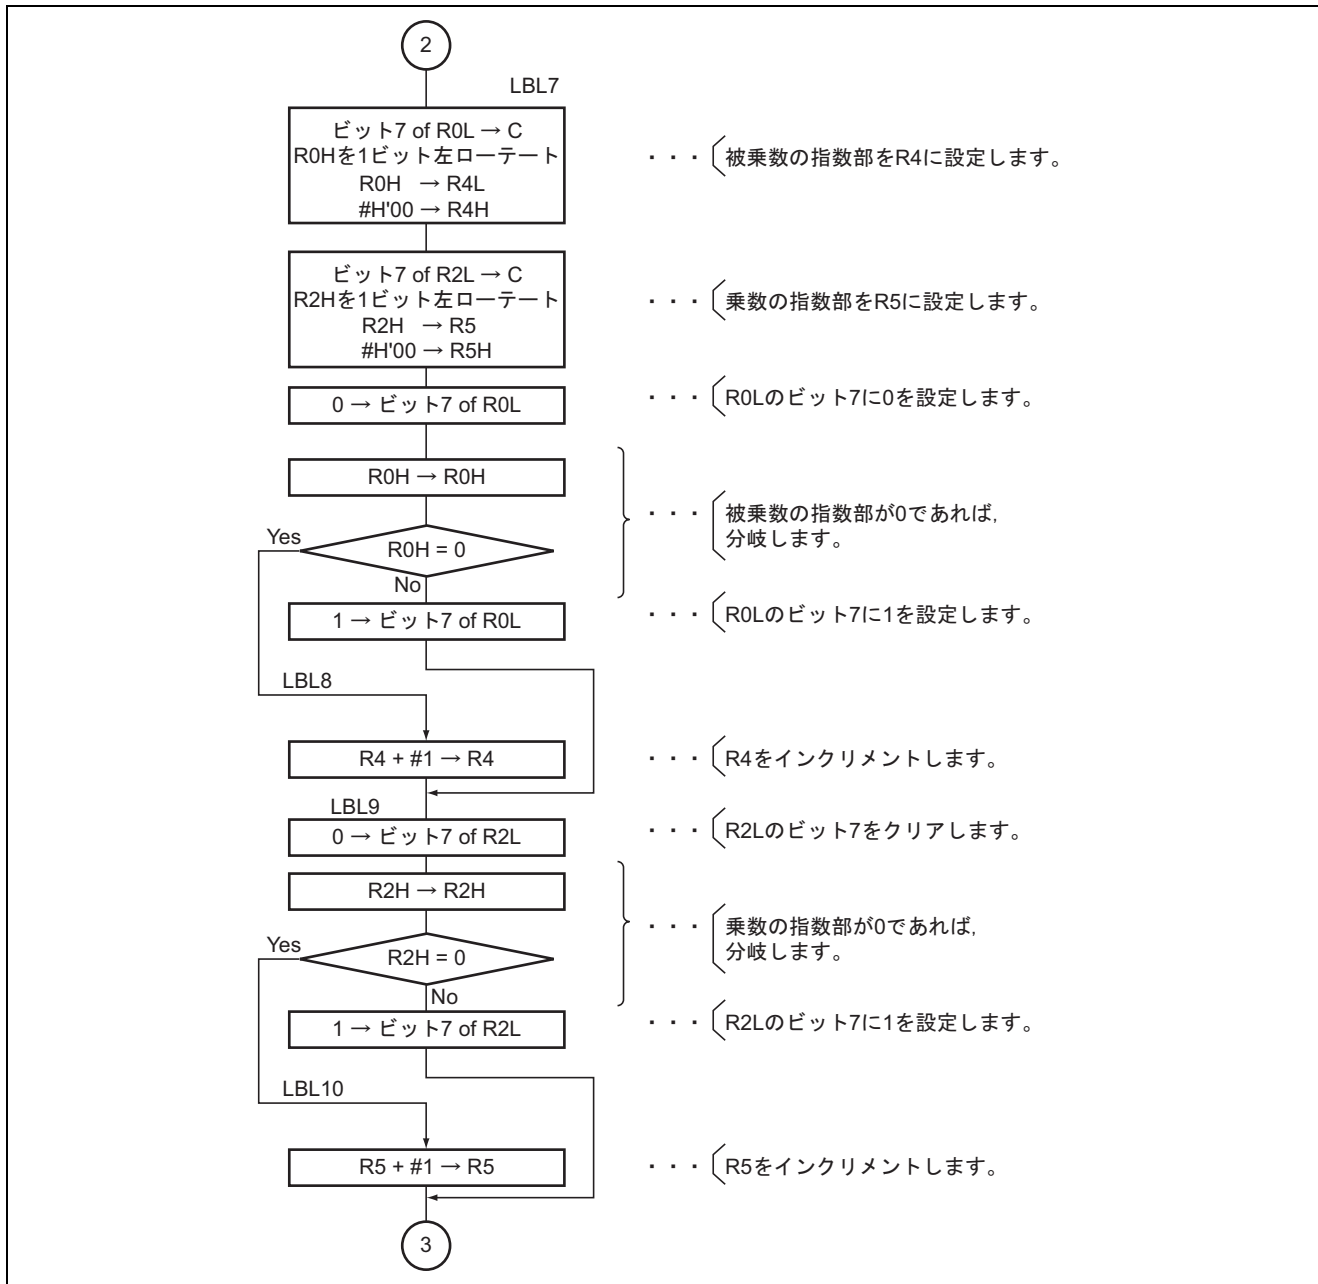 2
LBL7
ビット7 of R0L → C
R0Hを1ビット左ローテート
R0H → R4L
#H'00 → R4H
・・・ 被乗数の指数部をR4に設定します。
ビット7 of R2L → C
R2Hを1ビット左ローテート
R2H → R5
#H'00 → R5H
・・・ 乗数の指数部をR5に設定します。
0 → ビット7 of R0L
・・・ R0Lのビット7に0を設定します。
R0H → R0H
・・・ 被乗数の指数部が0であれば,
分岐します。
Yes
R0H = 0
No
1 → ビット7 of R0L
・・・ R0Lのビット7に1を設定します。
LBL8
R4 + #1 → R4
・・・ R4をインクリメントします。
LBL9
0 → ビット7 of R2L
・・・ R2Lのビット7をクリアします。
R2H → R2H
・・・ 乗数の指数部が0であれば,
分岐します。
Yes
R2H = 0
No
1 → ビット7 of R2L
・・・ R2Lのビット7に1を設定します。
LBL10
R5 + #1 → R5
・・・ R5をインクリメントします。
3